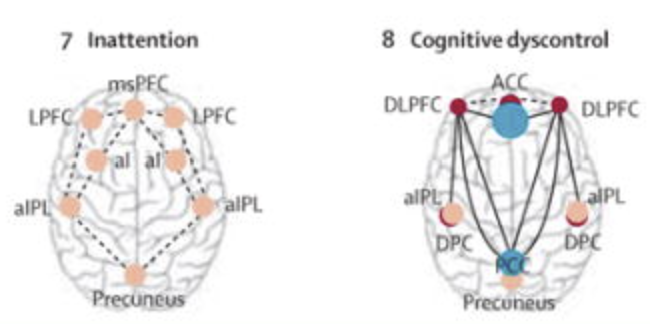 7 Inattention
msPFC
LPFC LPFC
aI aI
aIPL aIPL
Precuneus
8 Cognitive dyscontrol
ACC
DLPFC DLPFC
aIPL aIPL
DPC DPC
PCC
Precuneus